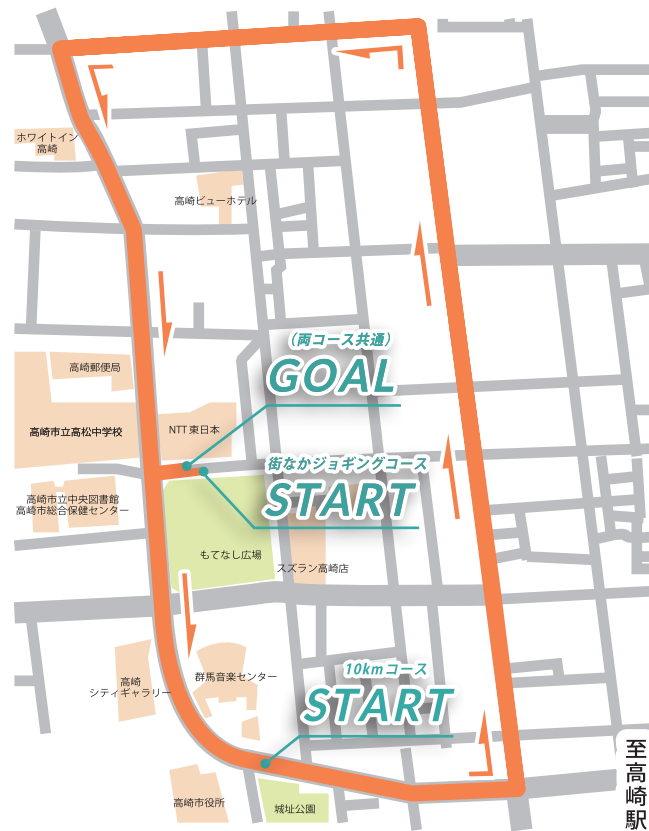 ホワイトイン
高崎
高崎ビューホテル
(両コース共通)
GOAL
高崎郵便局
高崎市立高松中学校
NTT東日本
街なかジョギングコース
START
高崎市立中央図書館
高崎市総合保健センター
もてなし広場
スズラン高崎店
10kmコース
START
高崎
シティギャラリー
群馬音楽センター
高崎市役所
城址公園
至高崎駅